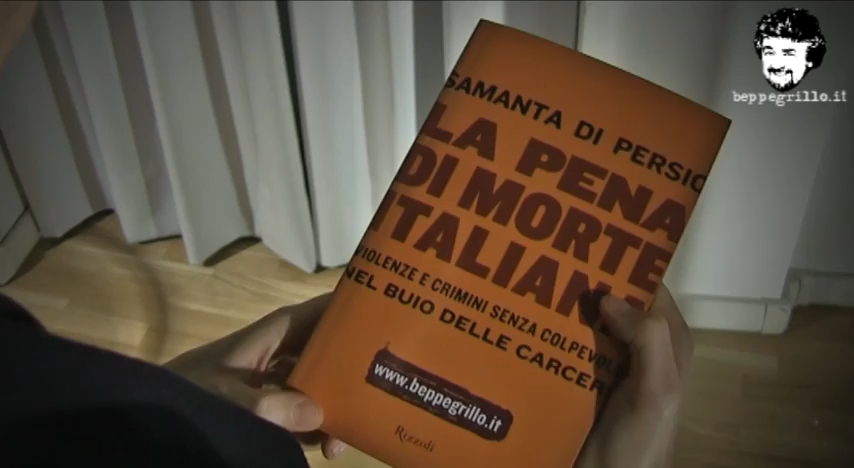 beppegrillo.it
SAMANTA DI PERSIO
LA PENA
DI MORTE
ITALIANA
VIOLENZE E CRIMINI SENZA COLPEVOLI
NEL BUIO DELLE CARCERI
www.beppegrillo.it
Rizzoli